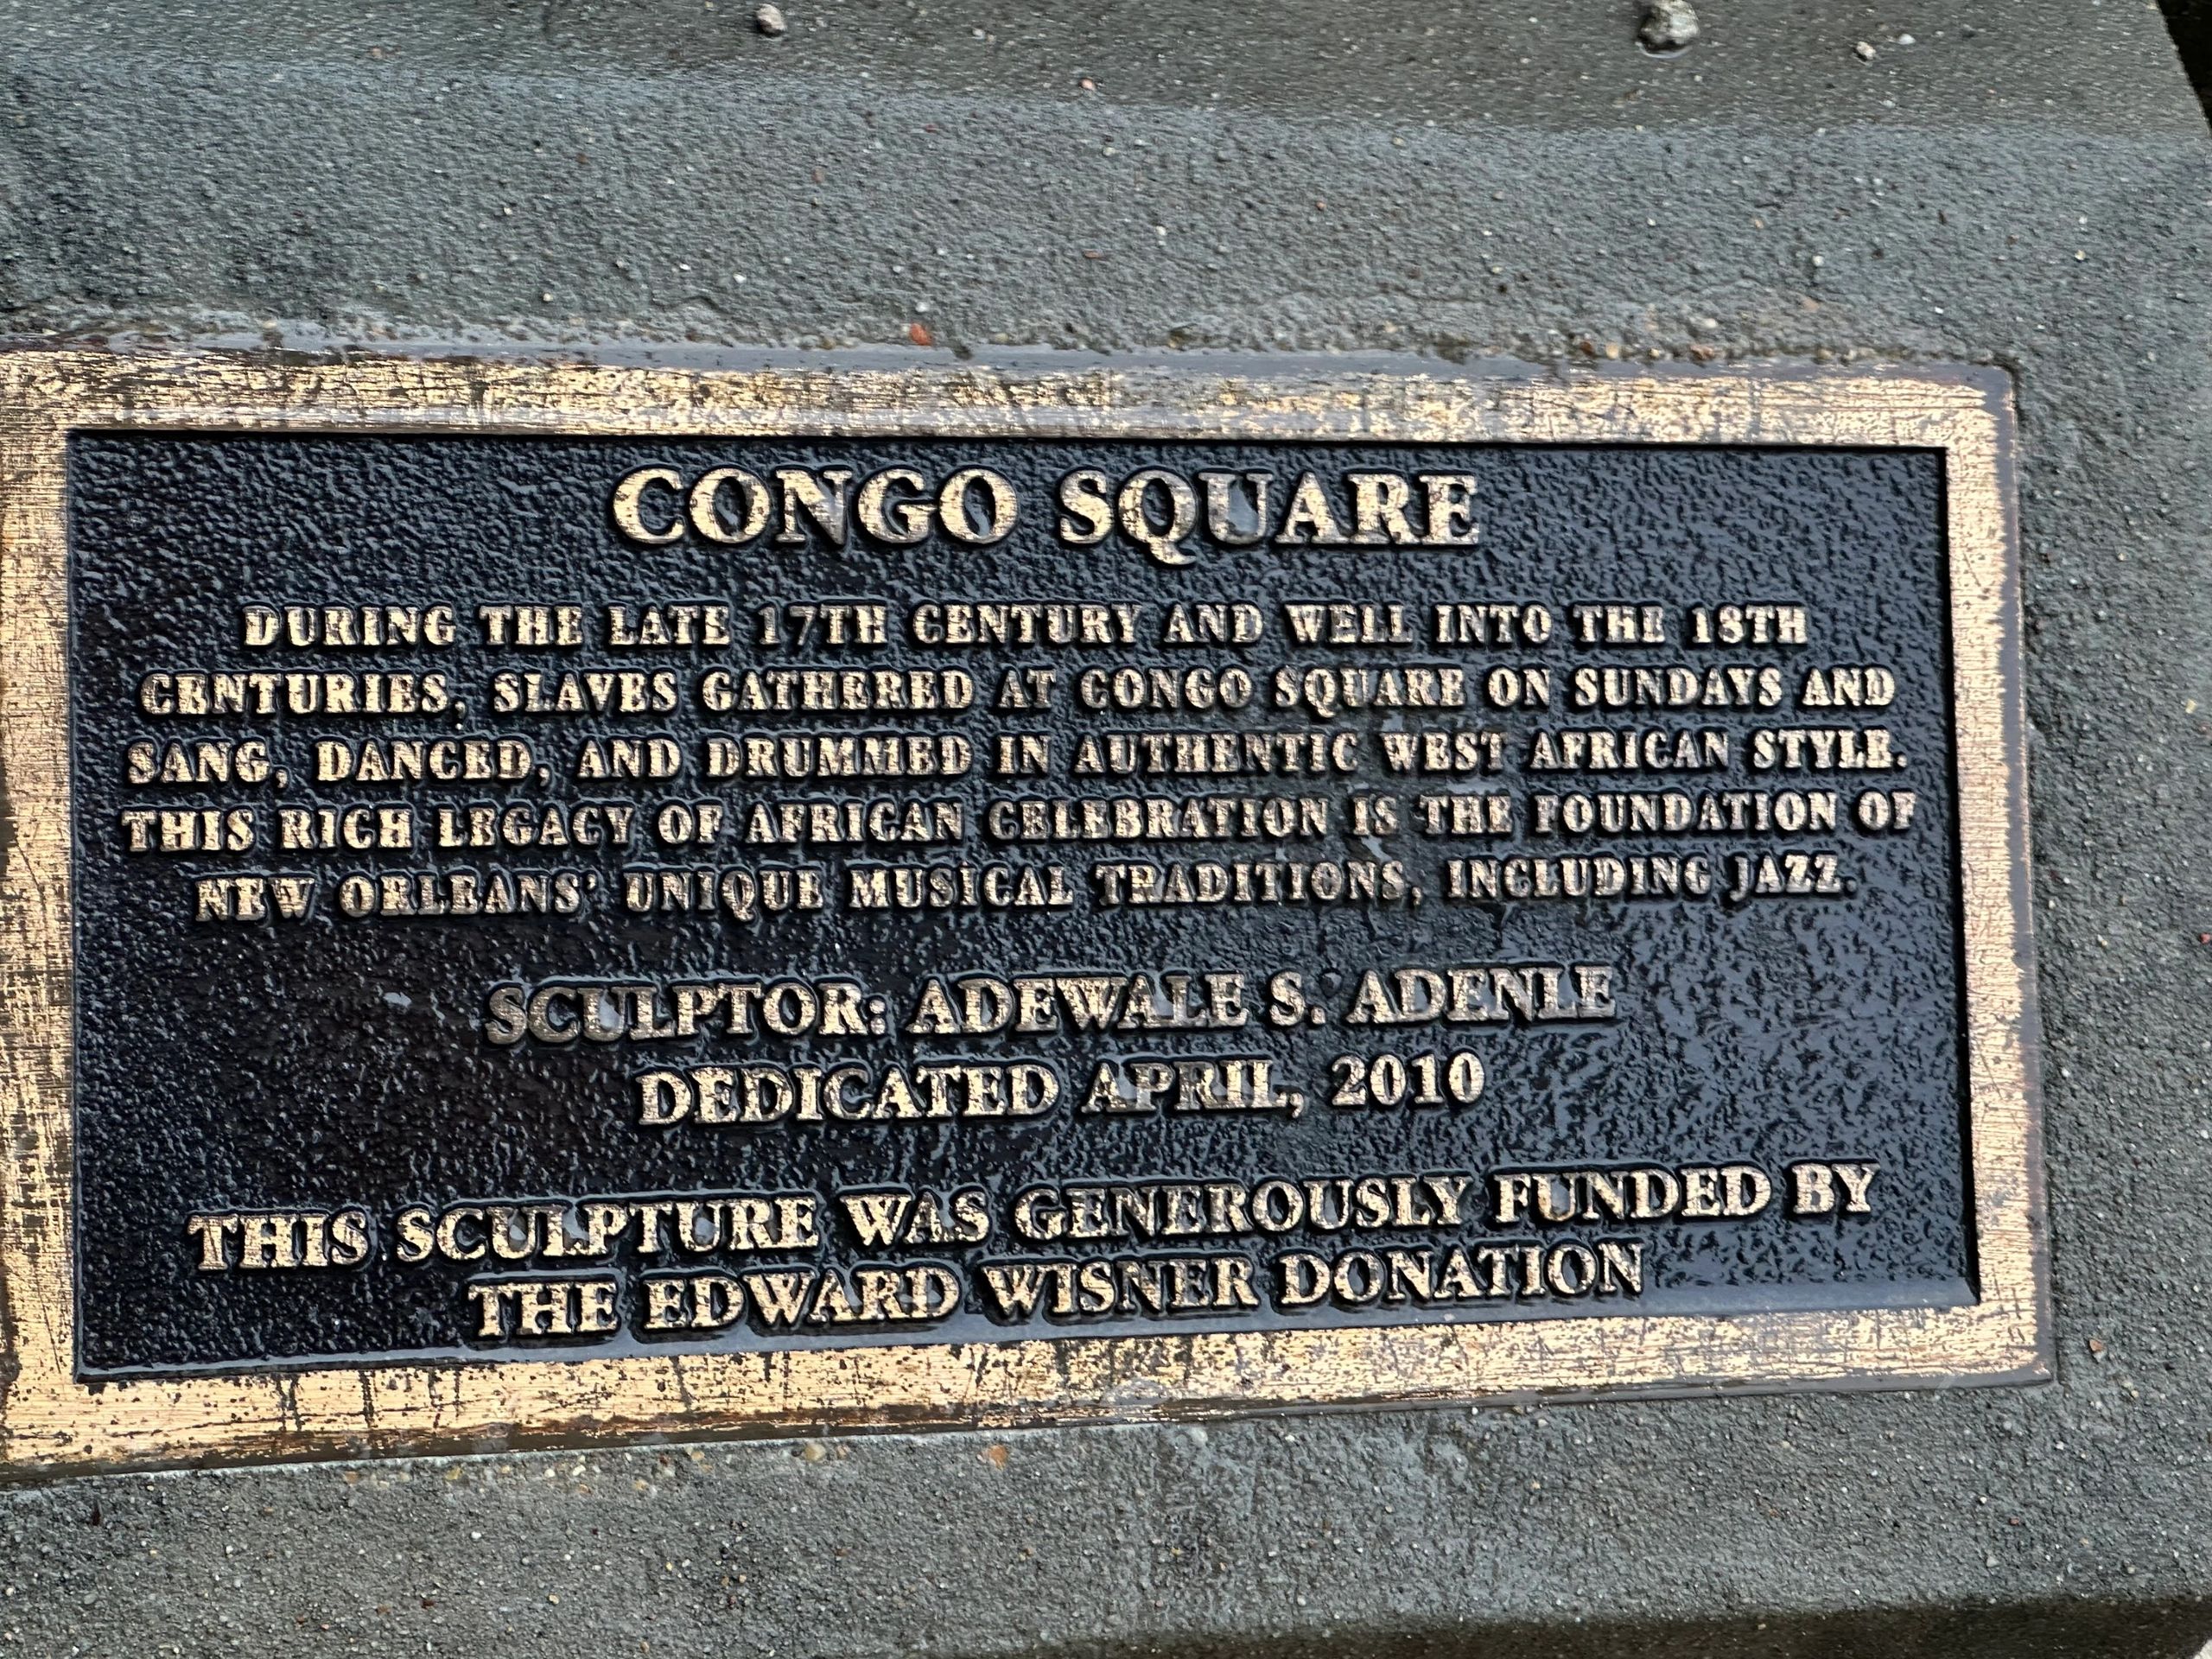 CONGO SQUARE
DURING THE LATE 17TH CENTURY AND WELL INTO THE 18TH
CENTURIES, SLAVES GATHERED AT CONGO SQUARE ON SUNDAYS AND
SANG, DANCED, AND DRUMMED IN AUTHENTIC WEST AFRICAN STYLE.
THIS RICH LEGACY OF AFRICAN CELEBRATION IS THE FOUNDATION OF
NEW ORLEANS' UNIQUE MUSICAL TRADITIONS, INCLUDING JAZZ.
SCULPTOR: ADEWALE S. ADENLE
DEDICATED APRIL, 2010
THIS SCULPTURE WAS GENEROUSLY FUNDED BY
THE EDWARD WISNER DONATION